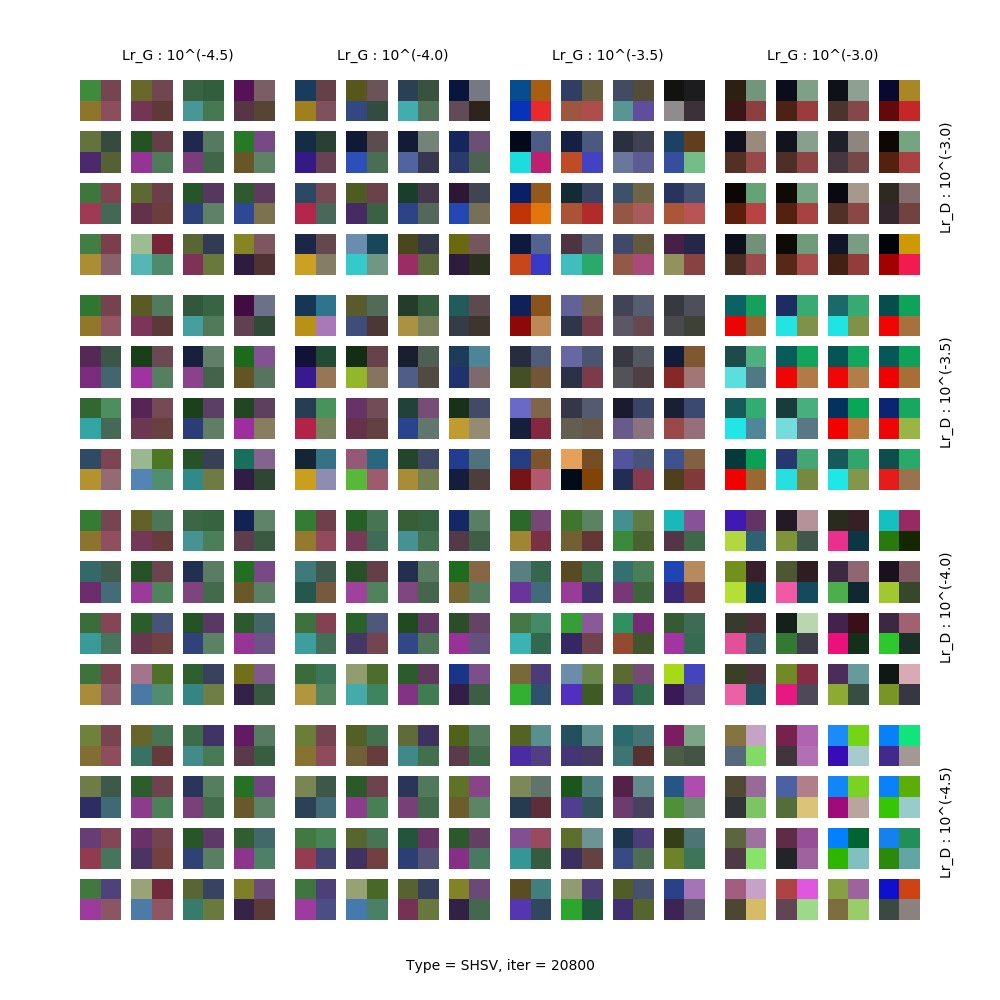 Lr_G : 10^(-4.5)
Lr_G : 10^(-4.0)
Lr_G : 10^(-3.5)
Lr_G : 10^(-3.0)
Lr_D : 10^(-3.0)
Lr_D : 10^(-3.5)
Lr_D : 10^(-4.0)
Lr_D : 10^(-4.5)
Type = SHSV, iter = 20800